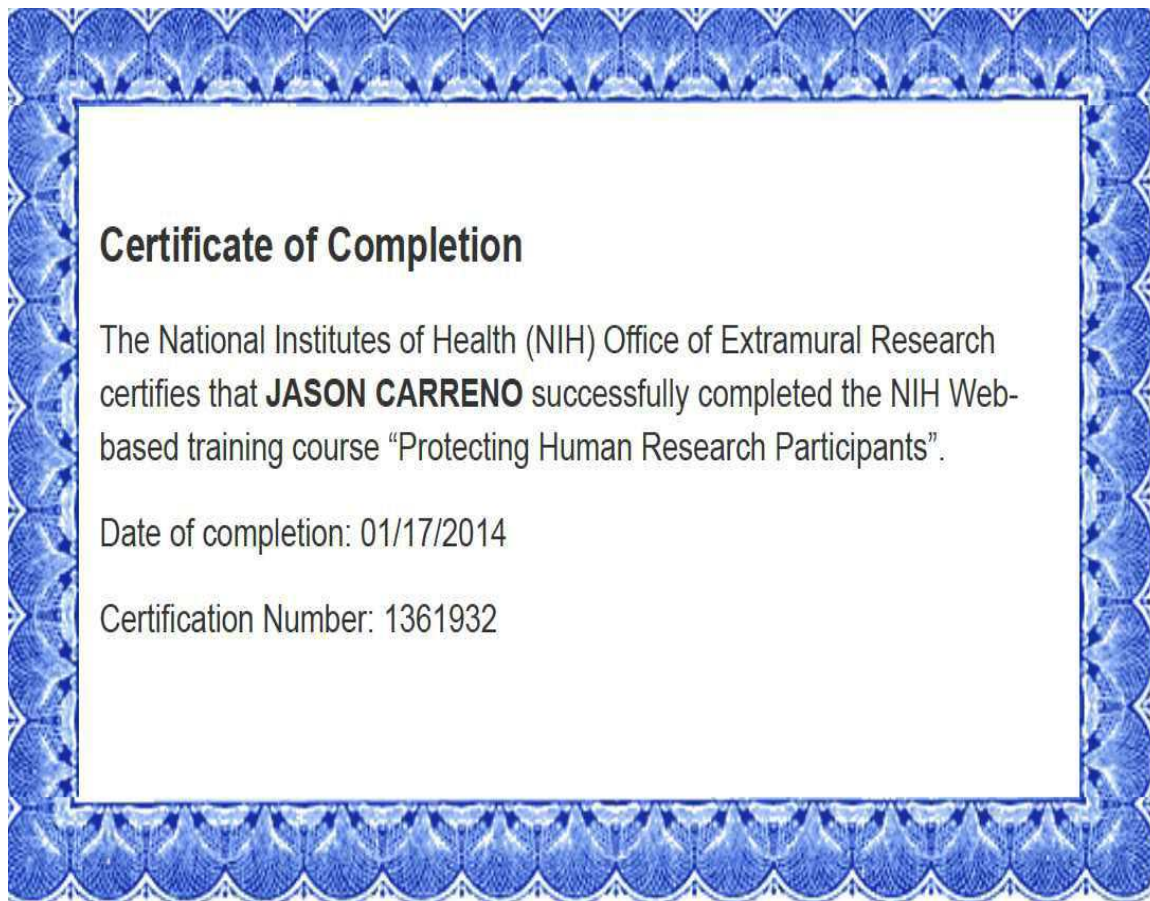 Certificate of Completion
The National Institutes of Health (NIH) Office of Extramural Research
certifies that JASON CARRENO successfully completed the NIH Web-
based training course “Protecting Human Research Participants”.
Date of completion: 01/17/2014
Certification Number: 1361932